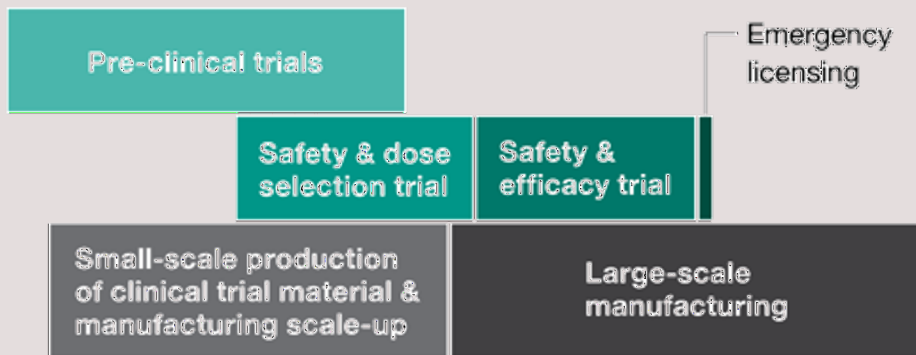 Pre-clinical trials
Emergency
licensing
Safety & dose
selection trial
Safety &
efficacy trial
Small-scale production
of clinical trial material &
manufacturing scale-up
Large-scale
manufacturing